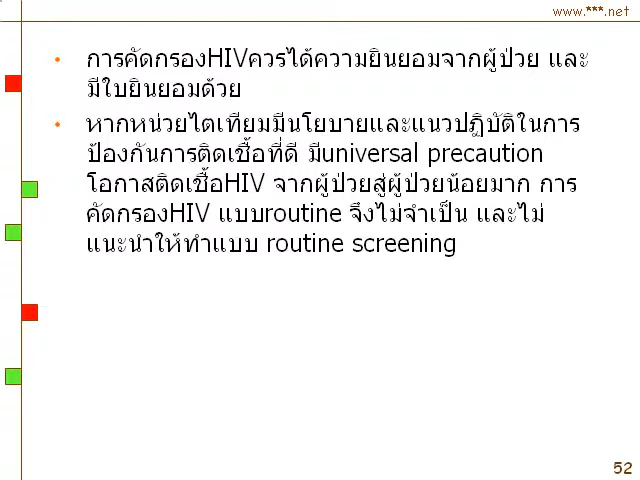 www.***.net
• การคัดกรองHIVควรได้ความยินยอมจากผู้ป่วย และ
มีใบยินยอมด้วย
• หากหน่วยไตเทียมมีนโยบายและแนวปฏิบัติในการ
ป้องกันการติดเชื้อที่ดี มีuniversal precaution
โอกาสติดเชื้อHIV จากผู้ป่วยสู่ผู้ป่วยน้อยมาก การ
คัดกรองHIV แบบroutine จึงไม่จำเป็น และไม่
แนะนำให้ทำแบบ routine screening
52